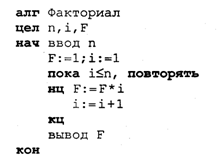 алг Факториал
цел n,i,F
нач ввод n
F:=1;i:=1
пока i≤n, повторять
нц F:=F*i
i:=i+1
кц
вывод F
кон